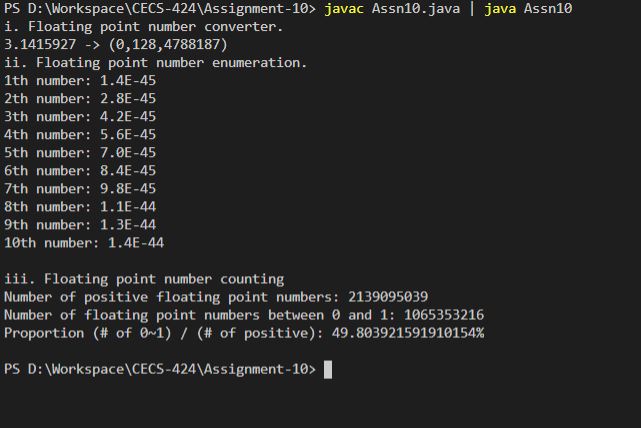 PS D:\Workspace\CECS-424\Assignment-10> javac Assn10.java | java Assn10
i. Floating point number converter.
3.1415927 -> (0,128,4788187)
ii. Floating point number enumeration.
1th number: 1.4E-45
2th number: 2.8E-45
3th number: 4.2E-45
4th number: 5.6E-45
5th number: 7.0E-45
6th number: 8.4E-45
7th number: 9.8E-45
8th number: 1.1E-44
9th number: 1.3E-44
10th number: 1.4E-44
iii. Floating point number counting
Number of positive floating point numbers: 2139095039
Number of floating point numbers between 0 and 1: 1065353216
Proportion (# of 0~1) / (# of positive): 49.803921591910154%
PS D:\Workspace\CECS-424\Assignment-10>